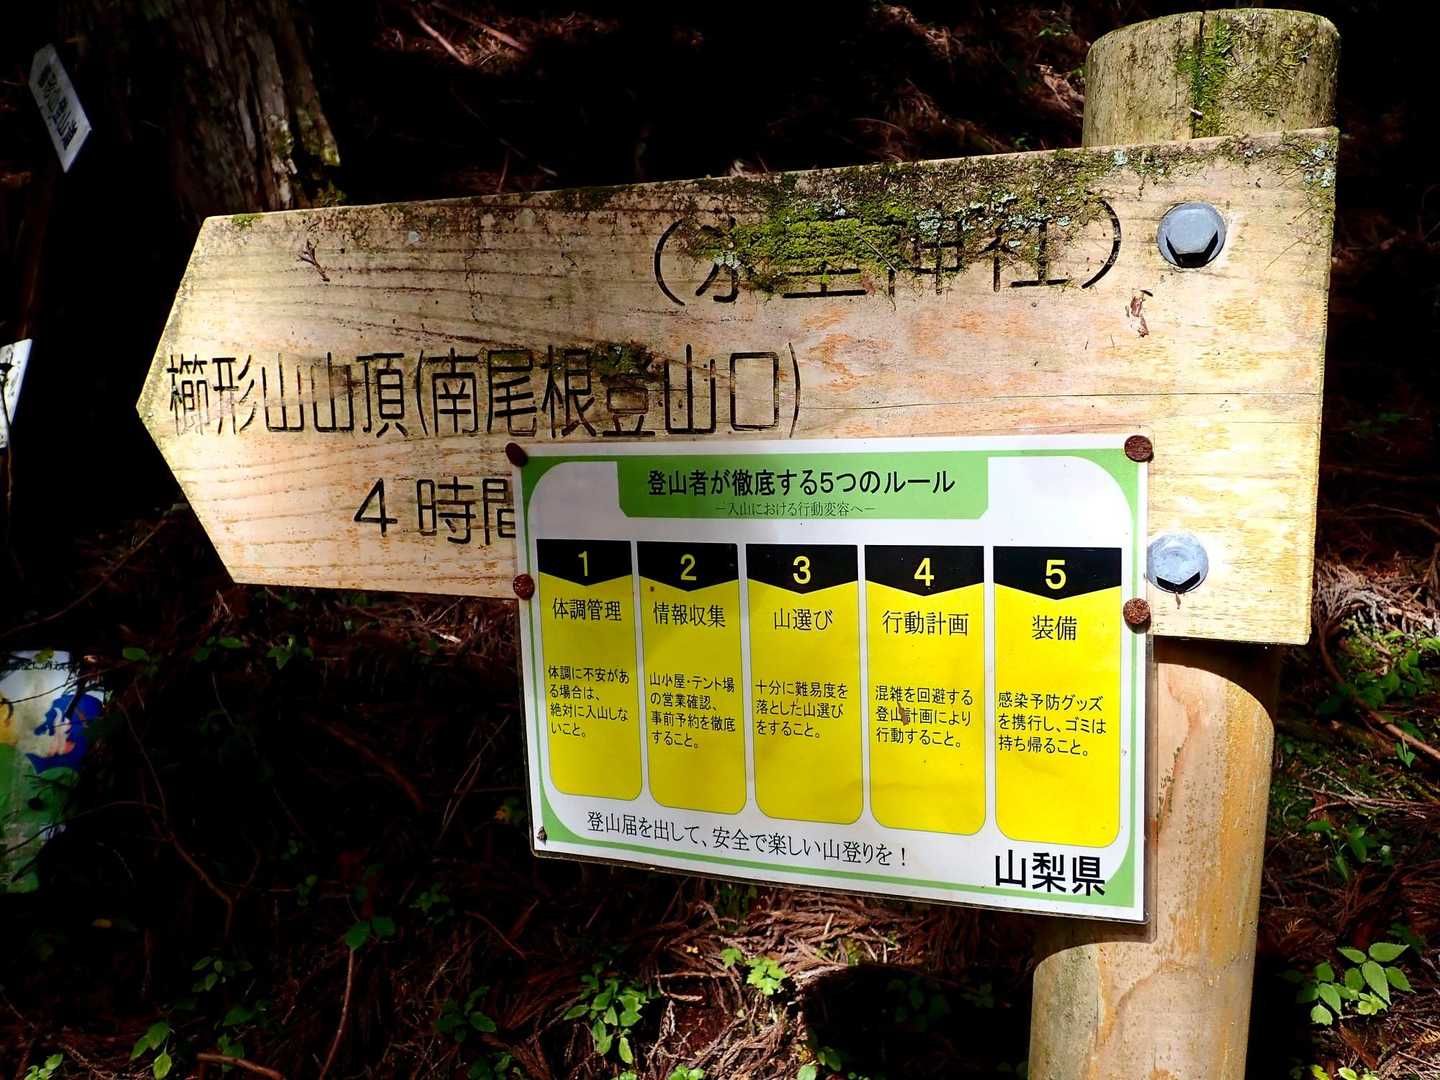 櫛形山登山道
(氷室神社)
櫛形山山頂(南尾根登山口)
4時間
登山者が徹底する5つのルール
－入山における行動変容へ－
1
体調管理
体調に不安があ
る場合は、
絶対に入山しな
いこと。
2
情報収集
山小屋・テント場
の営業確認、
事前予約を徹底
すること。
3
山選び
十分に難易度を
落とした山選び
をすること。
4
行動計画
混雑を回避する
登山計画により
行動すること。
5
装備
感染予防グッズ
を携行し、ゴミは
持ち帰ること。
登山届を出して、安全で楽しい山登りを！
山梨県